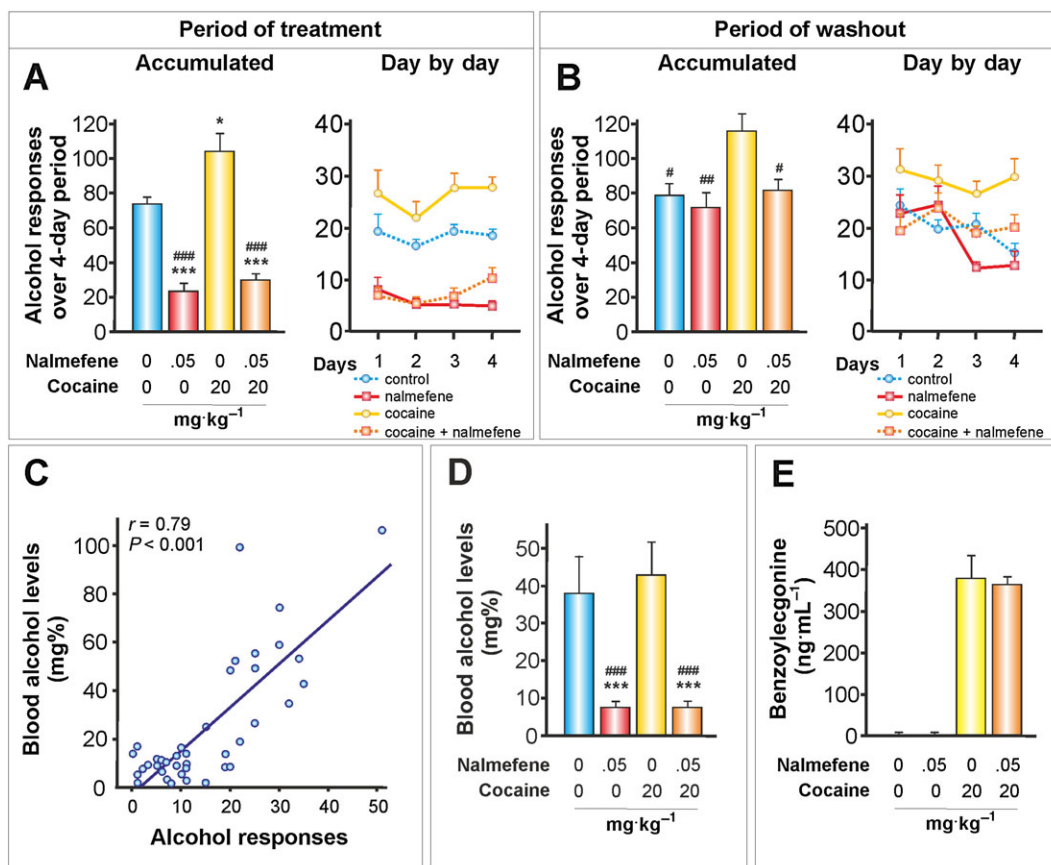 Period of treatment
A
Accumulated
Day by day
Alcohol responses
over 4-day period
120
100
80
60
40
20
0
###
***
*
###
***
40
30
20
10
0
Nalmefene 0 .05 0 .05
Cocaine 0 0 20 20
mg·kg–1
Days 1 2 3 4
control
nalmefene
cocaine
cocaine + nalmefene
Period of washout
B
Accumulated
Day by day
Alcohol responses
over 4-day period
120
100
80
60
40
20
0
#
##
#
40
30
20
10
0
Nalmefene 0 .05 0 .05
Cocaine 0 0 20 20
mg·kg–1
Days 1 2 3 4
control
nalmefene
cocaine
cocaine + nalmefene
C
r = 0.79
P < 0.001
Blood alcohol levels
(mg%)
100
80
60
40
20
0
0 10 20 30 40 50
Alcohol responses
D
Blood alcohol levels
(mg%)
50
40
30
20
10
0
###
***
###
***
Nalmefene 0 .05 0 .05
Cocaine 0 0 20 20
mg·kg–1
E
Benzoylecgonine
(ng·mL–1)
500
400
300
200
100
0
Nalmefene 0 .05 0 .05
Cocaine 0 0 20 20
mg·kg–1